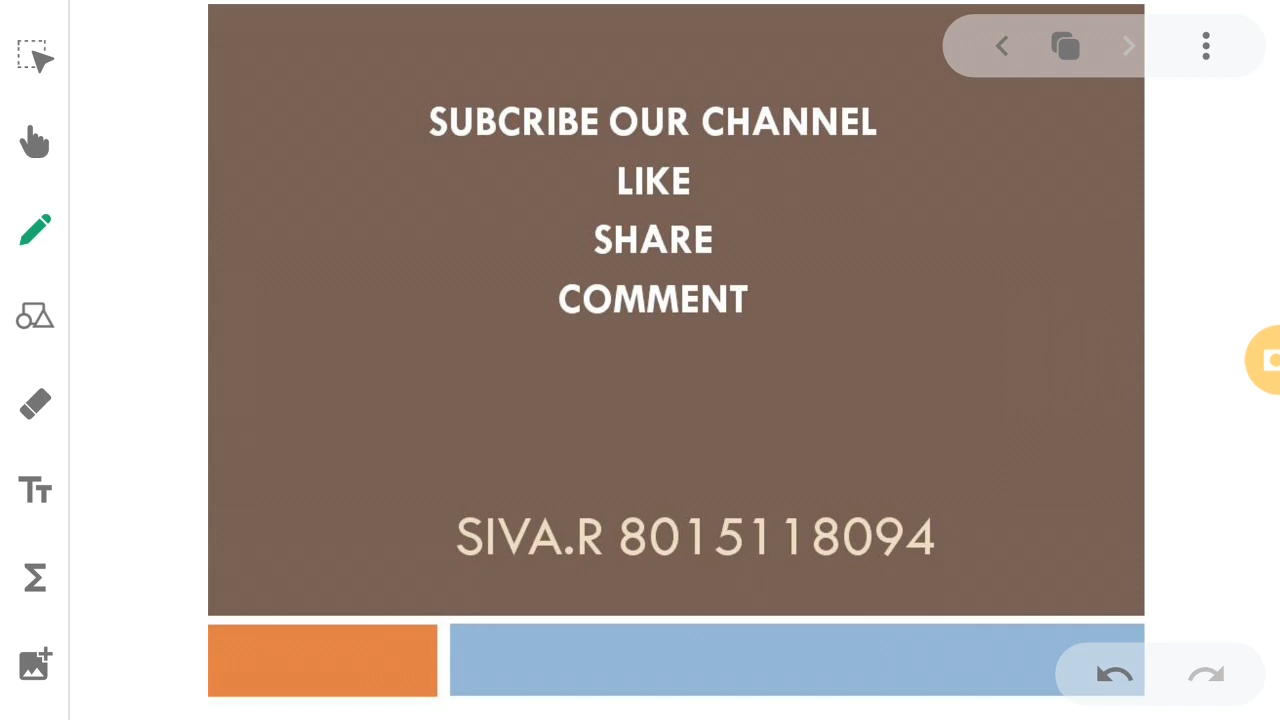 SUBCRIBE OUR CHANNEL
LIKE
SHARE
COMMENT
SIVA.R 8015118094